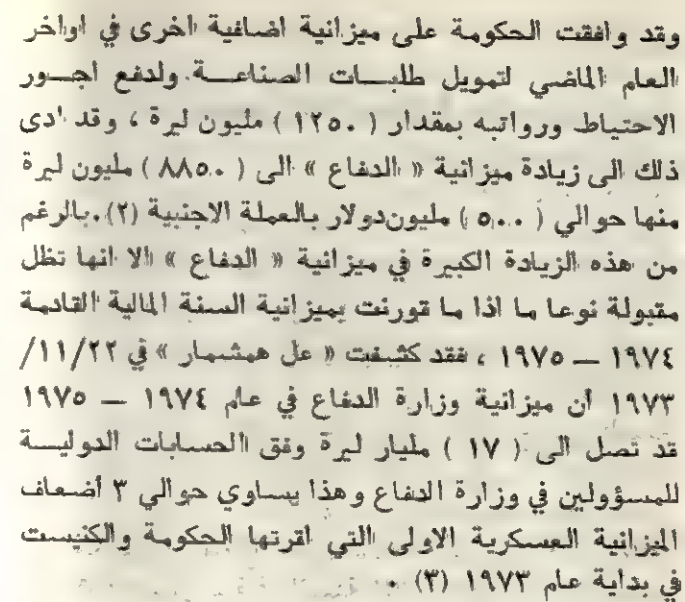 وقد وافقت الحكومة على ميزانية اضافية اخرى في اواخر
العام الماضي لتمويل طلبات الصناعة ولدفع اجور
الاحتياط ورواتبه بمقدار ( ١٢٥٠ ) مليون ليرة ، وقد ادى
ذلك الى زيادة ميزانية « الدفاع » الى ( ٨٨٥٠ ) مليون ليرة
منها حوالي ( ٥٠٠ ) مليون دولار بالعملة الاجنبية (٢) . بالرغم
من هذه الزيادة الكبيرة في ميزانية « الدفاع » الا انها تظل
مقبولة نوعا ما اذا ما قورنت بميزانية السنة المالية القادمة
١٩٧٤ — ١٩٧٥ ، فقد كشفت « عل همشمار » في ١١/٢٢/
١٩٧٣ أن ميزانية وزارة الدفاع في عام ١٩٧٤ — ١٩٧٥
قد تصل الى ( ١٧ ) مليار ليرة وفق الحسابات الدولية
للمسؤولين في وزارة الدفاع وهذا يساوي حوالي ٣ أضعاف
الميزانية العسكرية الاولى التي اقرتها الحكومة والكنيست
في بداية عام ١٩٧٣ (٣) .